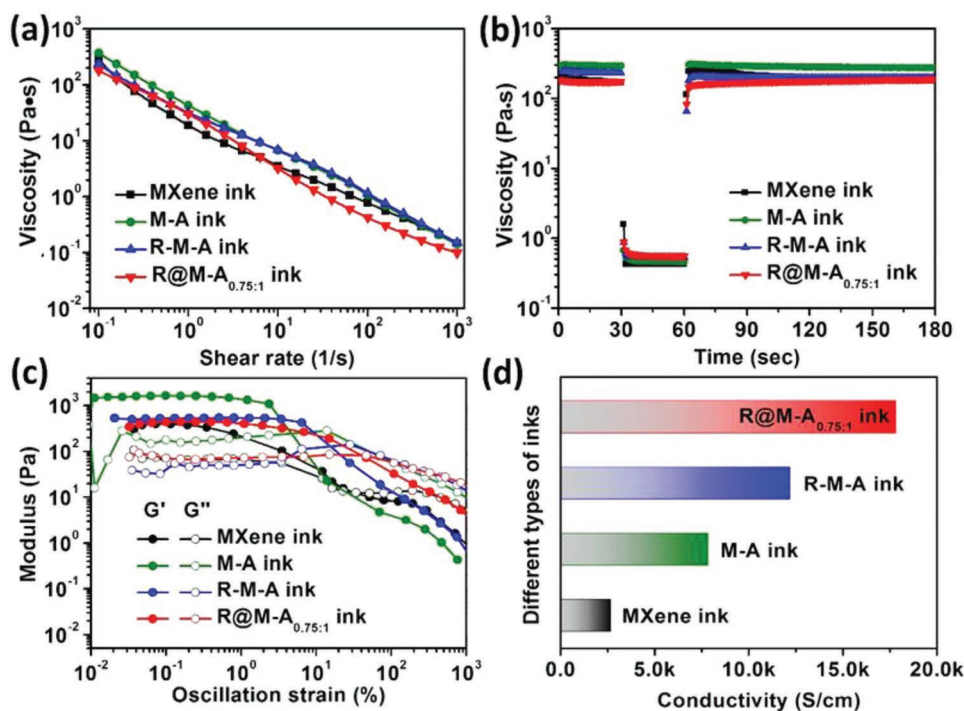 (a)
10³
10²
10¹
10⁰
10⁻¹
10⁻²
Viscosity (Pa•s)
MXene ink
M-A ink
R-M-A ink
R@M-A₀.₇₅:₁ ink
10⁻¹ 10⁰ 10¹ 10² 10³
Shear rate (1/s)
(b)
10³
10²
10¹
10⁰
10⁻¹
Viscosity (Pa·s)
MXene ink
M-A ink
R-M-A ink
R@M-A₀.₇₅:₁ ink
0 30 60 90 120 150 180
Time (sec)
(c)
10³
10²
10¹
10⁰
10⁻¹
10⁻²
Modulus (Pa)
G' G"
MXene ink
M-A ink
R-M-A ink
R@M-A₀.₇₅:₁ ink
10⁻² 10⁻¹ 10⁰ 10¹ 10² 10³
Oscillation strain (%)
(d)
Different types of inks
R@M-A₀.₇₅:₁ ink
R-M-A ink
M-A ink
MXene ink
0.0 5.0k 10.0k 15.0k 20.0k
Conductivity (S/cm)